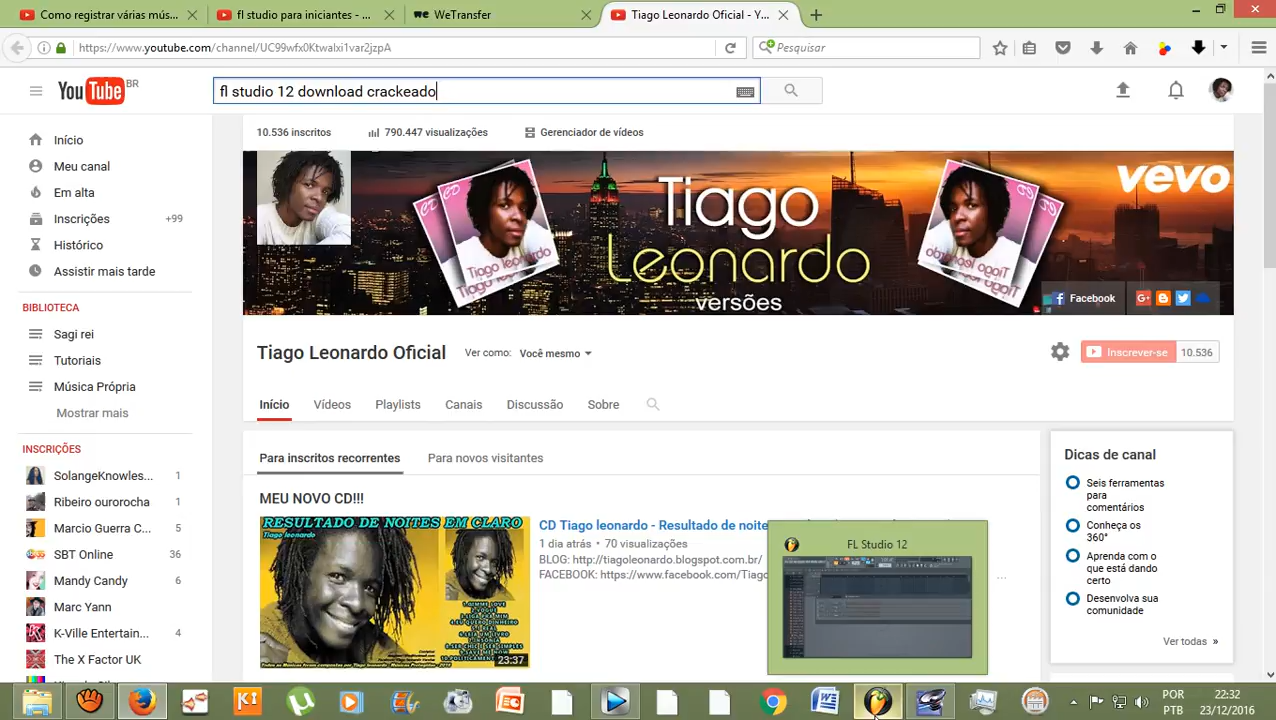 Construa várias mús...
fl studio 12 - YouTube
WeTransfer
Tiago Leonardo Oficial - Yo...
https://www.youtube.com/channel/UC99wfx0Ktwalxi1var2jzpA
Pesquisar
YouTube BR
fl studio 12 download crackeado
10.536 inscritos
790.447 visualizações
Gerenciador de vídeos
Início
Meu canal
Em alta
Inscrições +99
Histórico
Assistir mais tarde
BIBLIOTECA
Sagi rei
Tutoriais
Música Própria
Mostrar mais
INSCRIÇÕES
SolangeKnowles... 1
Ribeiro ourorocha 1
Marcio Guerra C... 5
SBT Online 36
Mandy Candy 6
Marc Yann
K-Ville Entertain... 4
The X Factor UK
Tiago
Leonardo
versões
vevo
Tiago leonardo
Facebook
Tiago Leonardo Oficial
Ver como: Você mesmo
Inscrever-se 10.536
Início Vídeos Playlists Canais Discussão Sobre
Para inscritos recorrentes Para novos visitantes
MEU NOVO CD!!!
RESULTADO DE NOITES EM CLARO
Tiago leonardo
23:37
CD Tiago leonardo - Resultado de noite
1 dia atrás • 70 visualizações
BLOG: http://tiagoleonardo.blogspot.com.br/
FACEBOOK: https://www.facebook.com/Tiago
...
FL Studio 12
Dicas de canal
Seis ferramentas
para
comentários
Conheça os
360°
Aprenda com o
que está dando
certo
Desenvolva sua
comunidade
Ver todas »
POR
PTB
22:32
23/12/2016